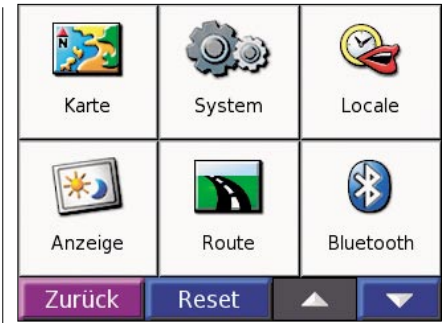 N
Karte System Locale
Anzeige Route Bluetooth
Zurück Reset